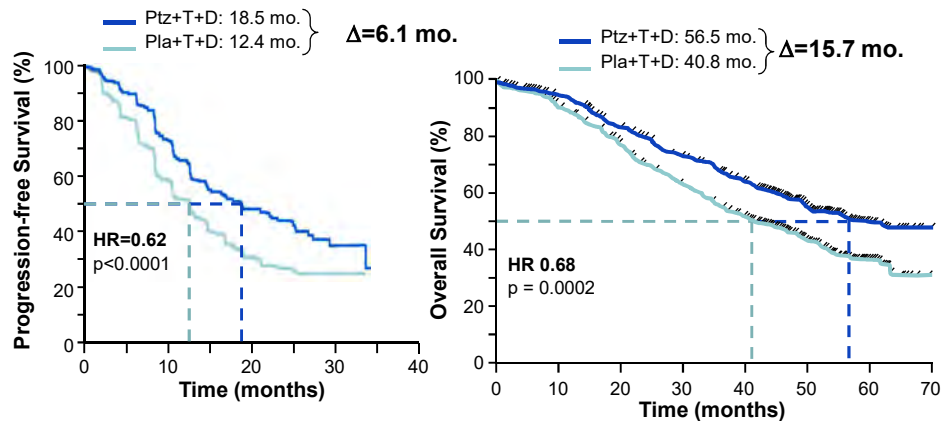 Ptz+T+D: 18.5 mo.
Pla+T+D: 12.4 mo.
Δ=6.1 mo.
Progression-free Survival (%)
100
80
60
40
20
0
HR=0.62
p<0.0001
0
10
20
30
40
Time (months)
Ptz+T+D: 56.5 mo.
Pla+T+D: 40.8 mo.
Δ=15.7 mo.
Overall Survival (%)
100
80
60
40
20
0
HR 0.68
p = 0.0002
0
10
20
30
40
50
60
70
Time (months)